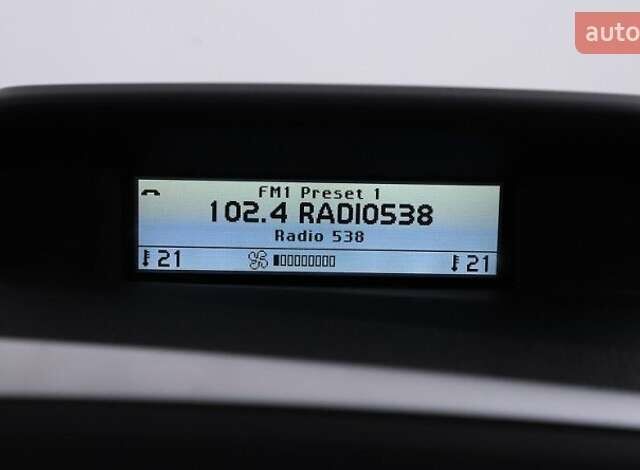 auto
FM1 Preset 1
102.4 RADIO538
Radio 538
21 21